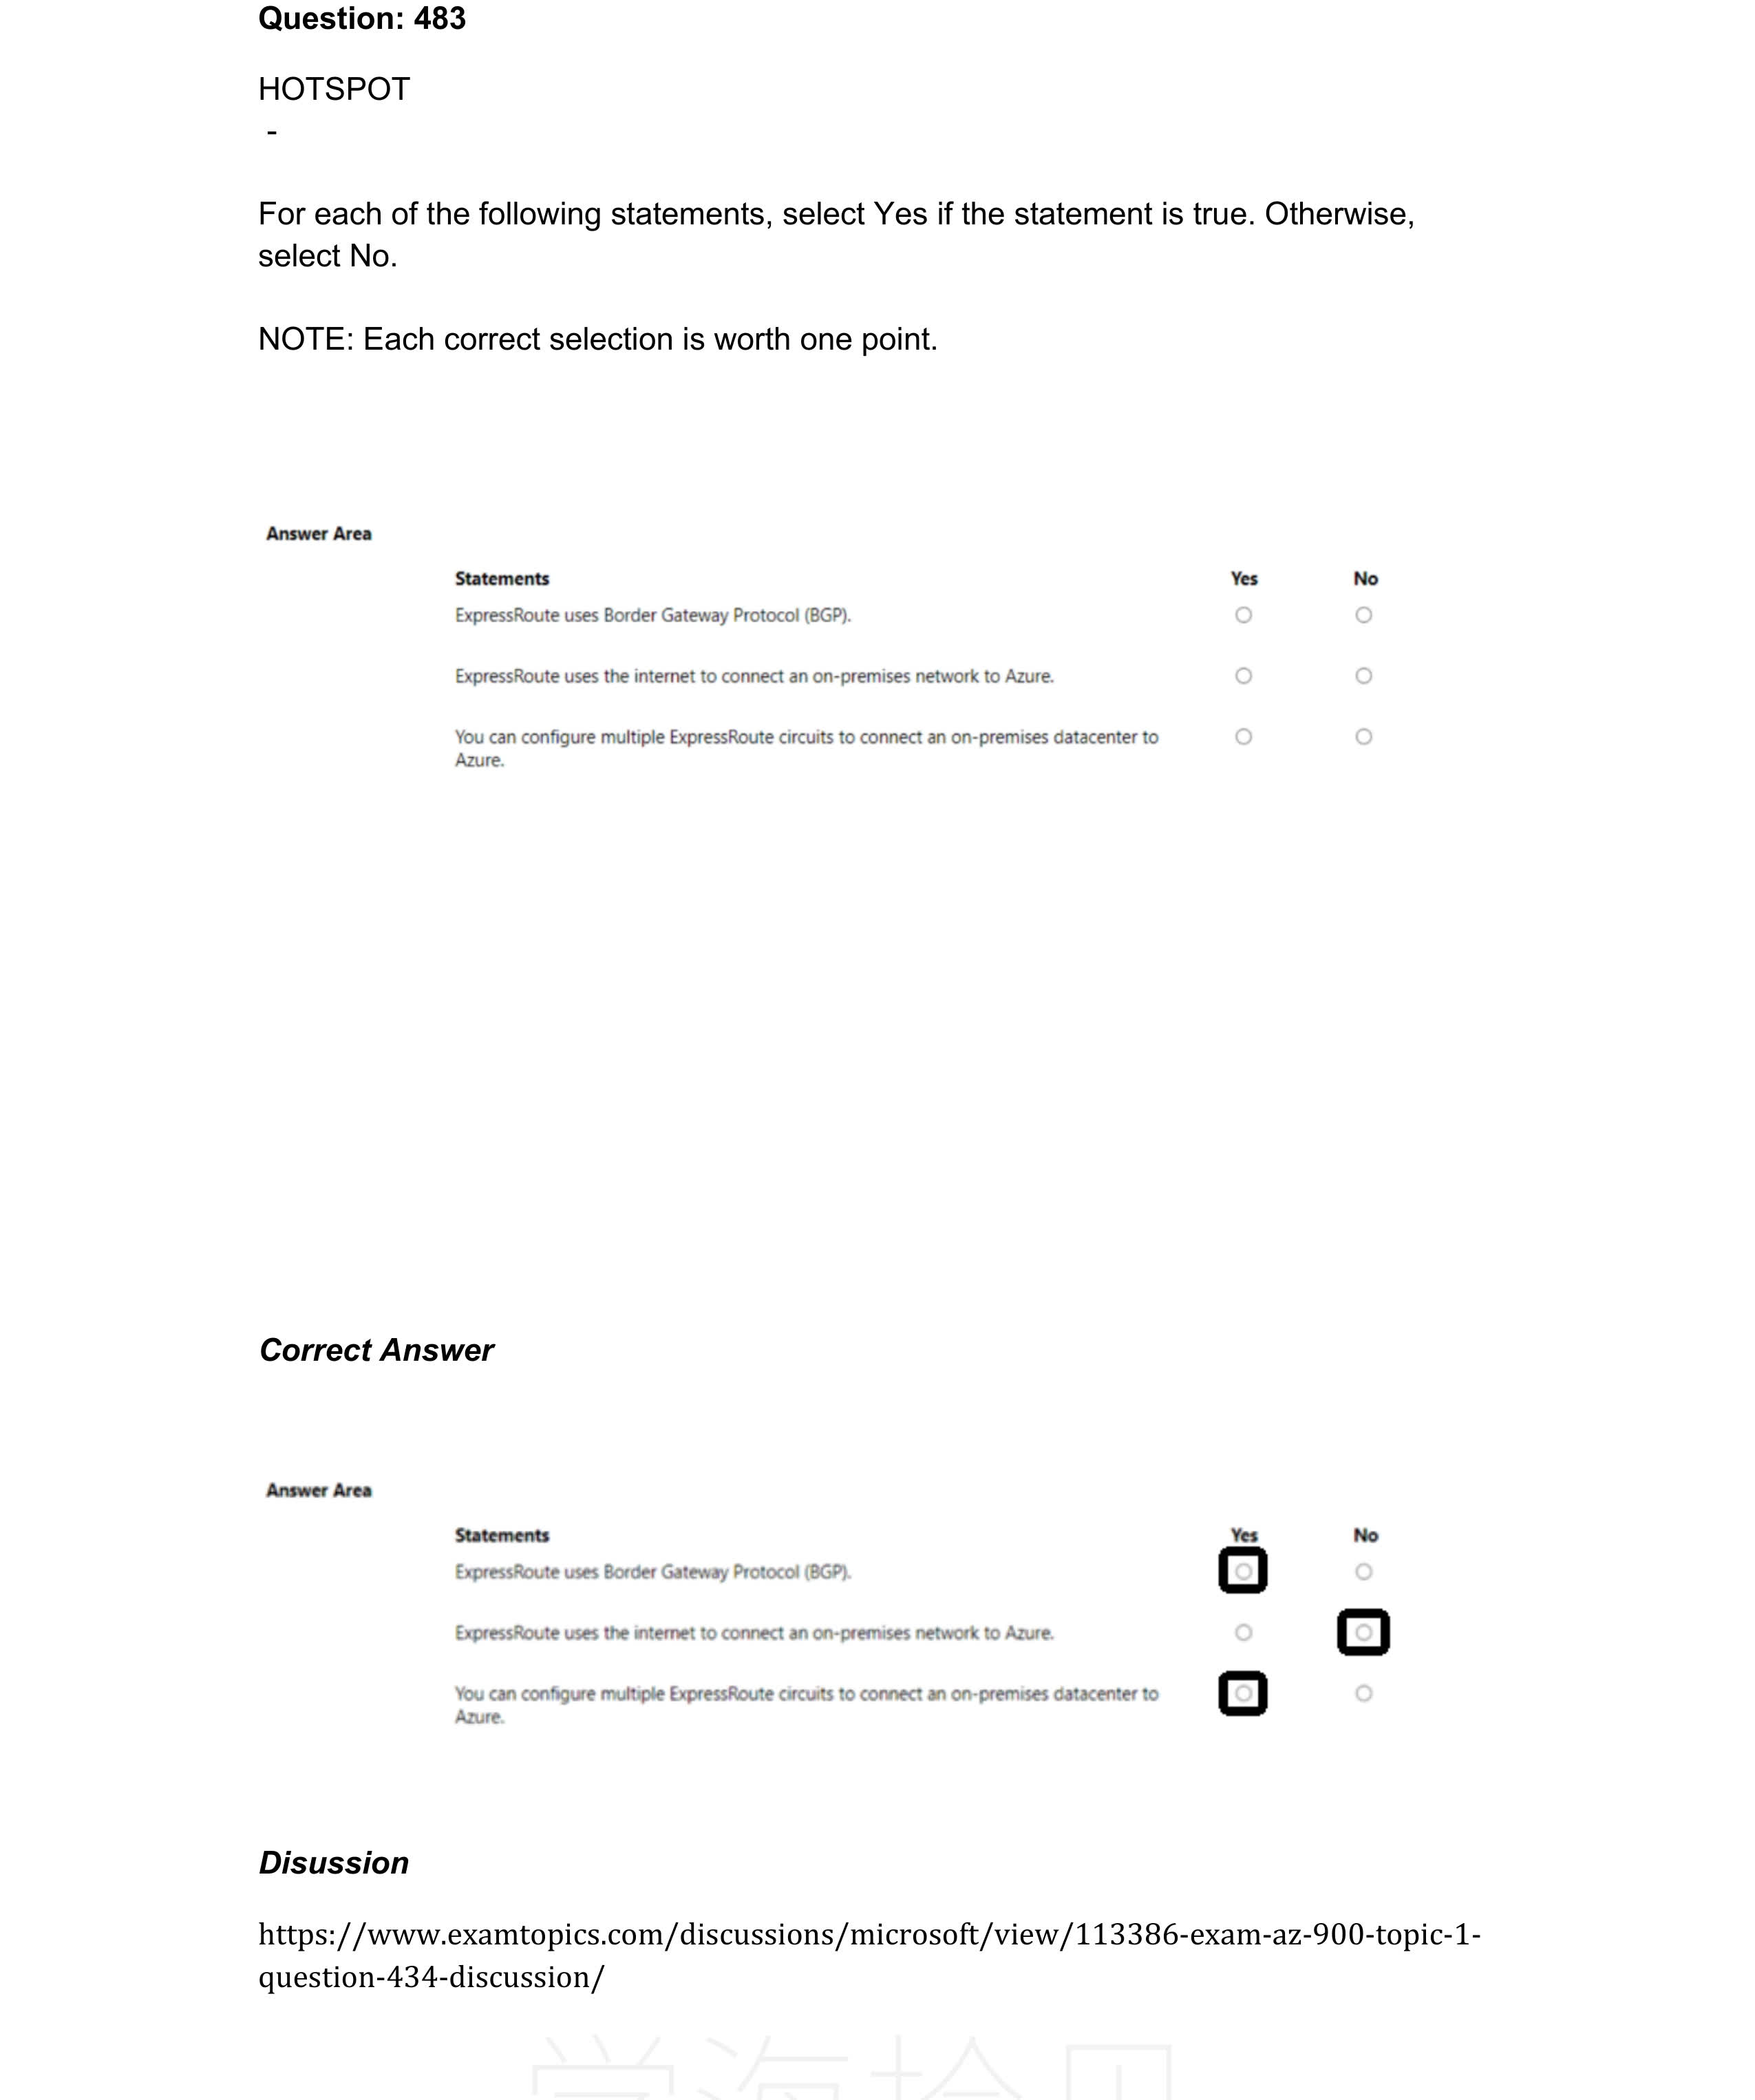 Question: 483
HOTSPOT
-
For each of the following statements, select Yes if the statement is true. Otherwise,
select No.
NOTE: Each correct selection is worth one point.
Answer Area
Statements Yes No
ExpressRoute uses Border Gateway Protocol (BGP).
ExpressRoute uses the internet to connect an on-premises network to Azure.
You can configure multiple ExpressRoute circuits to connect an on-premises datacenter to
Azure.
Correct Answer
Answer Area
Statements Yes No
ExpressRoute uses Border Gateway Protocol (BGP).
ExpressRoute uses the internet to connect an on-premises network to Azure.
You can configure multiple ExpressRoute circuits to connect an on-premises datacenter to
Azure.
Disussion
https://www.examtopics.com/discussions/microsoft/view/113386-exam-az-900-topic-1-
question-434-discussion/